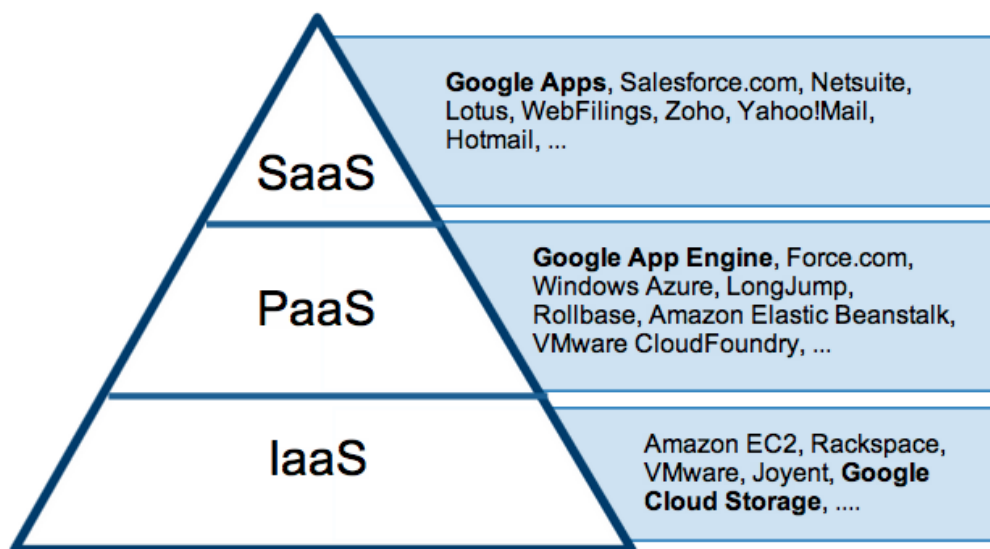 SaaS
Google Apps, Salesforce.com, Netsuite,
Lotus, WebFilings, Zoho, Yahoo!Mail,
Hotmail, ...
PaaS
Google App Engine, Force.com,
Windows Azure, LongJump,
Rollbase, Amazon Elastic Beanstalk,
VMware CloudFoundry, ...
IaaS
Amazon EC2, Rackspace,
VMware, Joyent, Google
Cloud Storage, ....